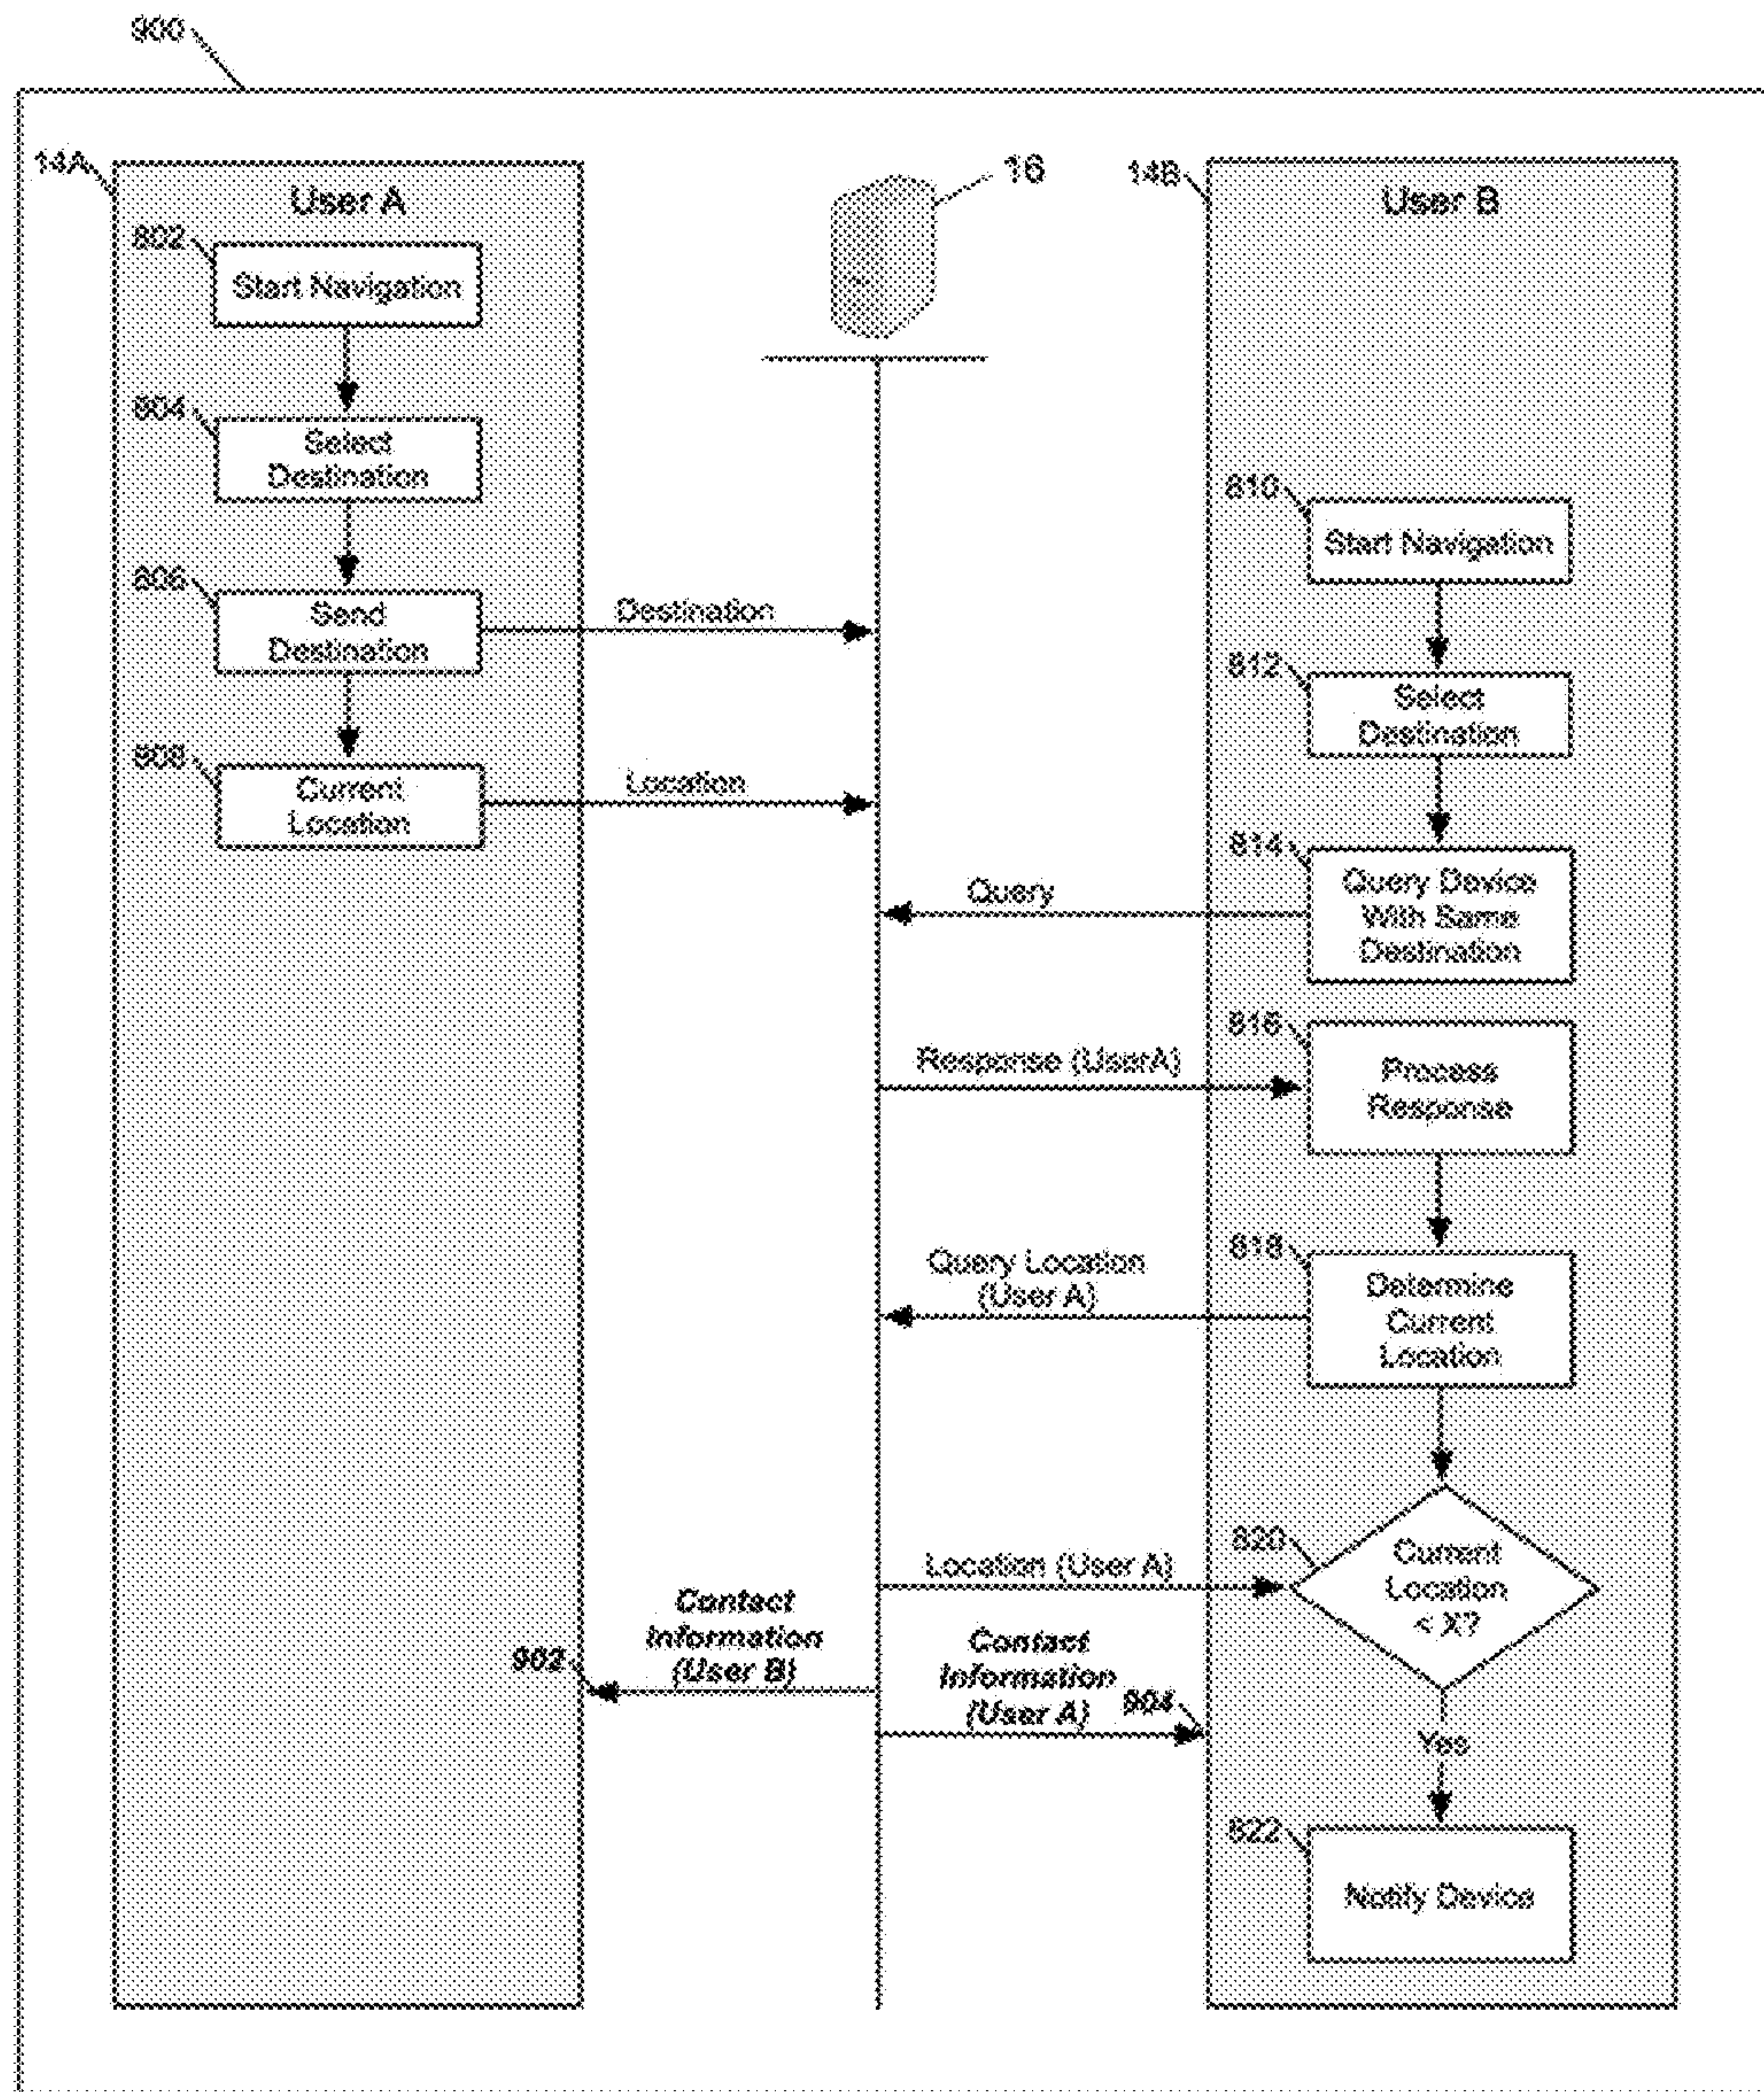 900
14A
User A
16
14B
User B
802
Start Navigation
804
Select
Destination
806
Send
Destination
Destination
908
Current
Location
Location
810
Start Navigation
812
Select
Destination
814
Query Device
With Same
Destination
Query
816
Response (UserA)
Process
Response
818
Query Location
(User A)
Determine
Current
Location
820
Location (User A)
Current
Location
< X?
Contact
Information
(User B)
902
Contact
Information
(User A)
904
Yes
822
Notify Device